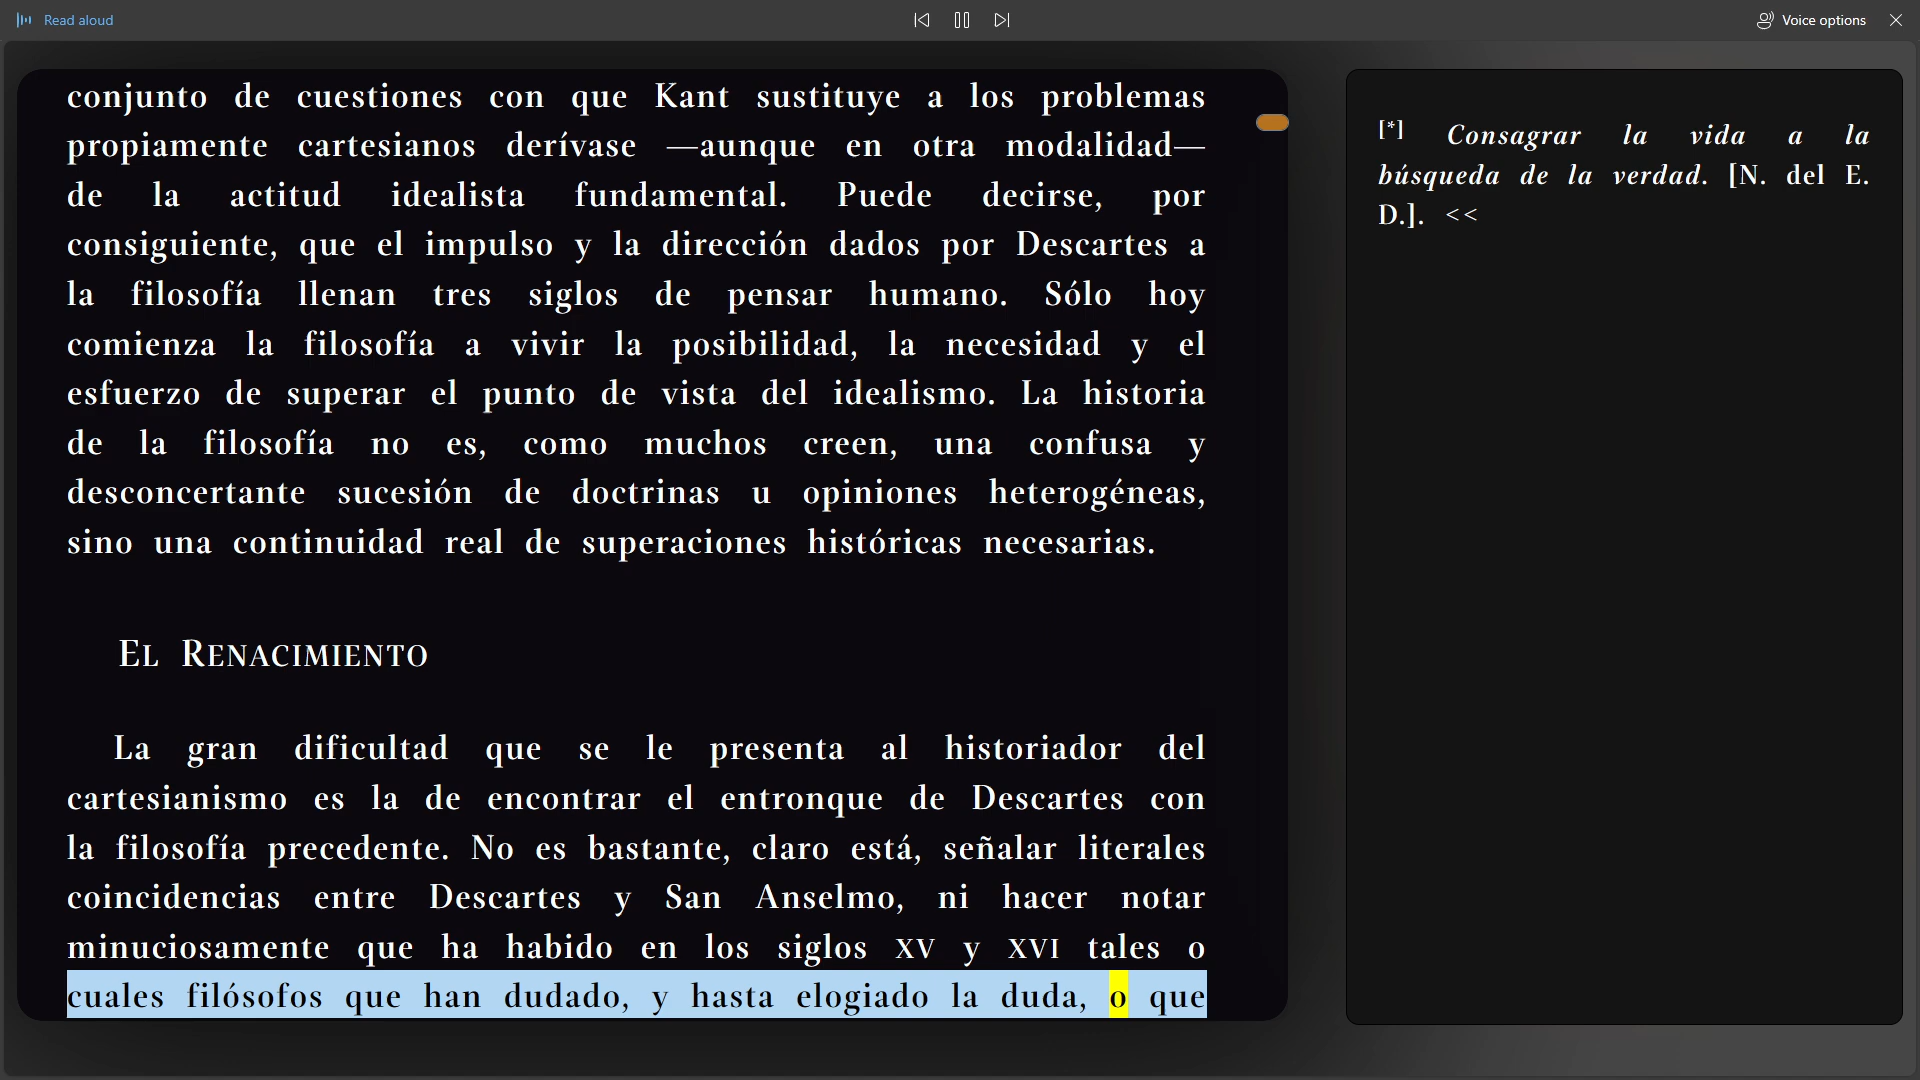 Read aloud
Voice options
conjunto de cuestiones con que Kant sustituye a los problemas
propiamente cartesianos derívase —aunque en otra modalidad—
de la actitud idealista fundamental. Puede decirse, por
consiguiente, que el impulso y la dirección dados por Descartes a
la filosofía llenan tres siglos de pensar humano. Sólo hoy
comienza la filosofía a vivir la posibilidad, la necesidad y el
esfuerzo de superar el punto de vista del idealismo. La historia
de la filosofía no es, como muchos creen, una confusa y
desconcertante sucesión de doctrinas u opiniones heterogéneas,
sino una continuidad real de superaciones históricas necesarias.
El Renacimiento
La gran dificultad que se le presenta al historiador del
cartesianismo es la de encontrar el entronque de Descartes con
la filosofía precedente. No es bastante, claro está, señalar literales
coincidencias entre Descartes y San Anselmo, ni hacer notar
minuciosamente que ha habido en los siglos XV y XVI tales o
cuales filósofos que han dudado, y hasta elogiado la duda, o que
[*] Consagrar la vida a la
búsqueda de la verdad. [N. del E.
D.]. <<